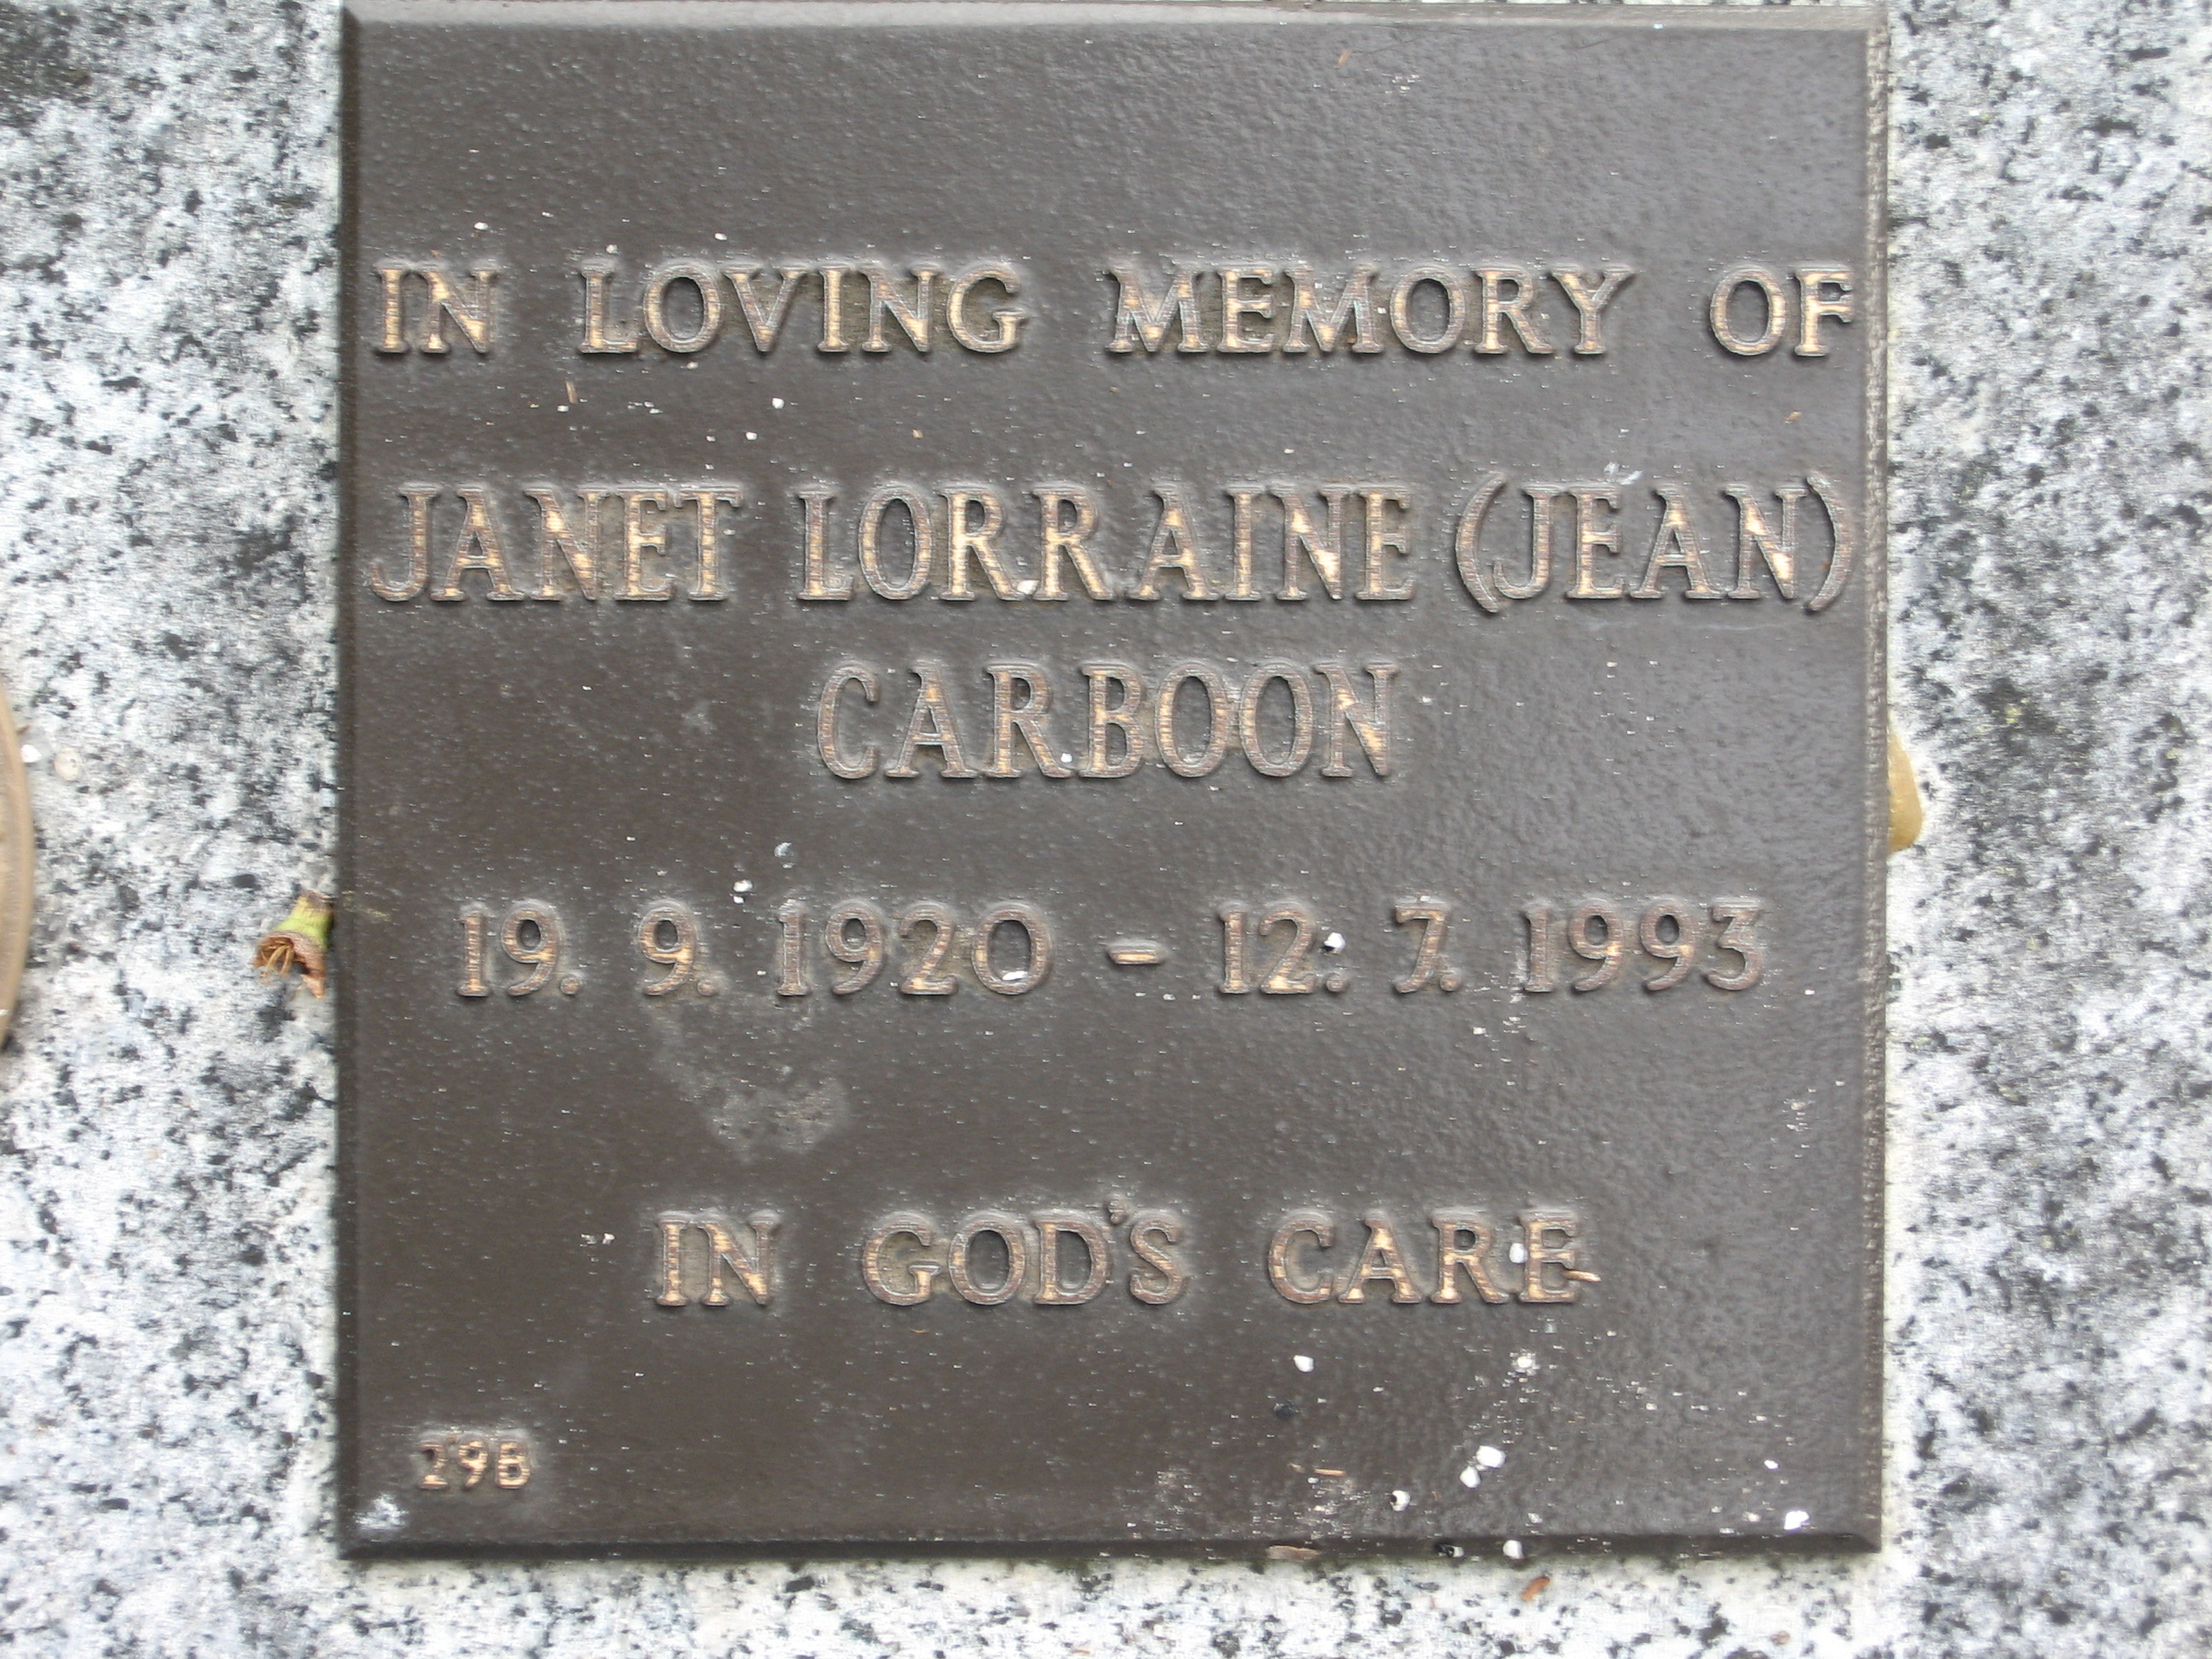 IN LOVING MEMORY OF
JANET LORRAINE (JEAN)
CARBOON
19. 9. 1920 - 12. 7. 1993
IN GOD'S CARE
29B